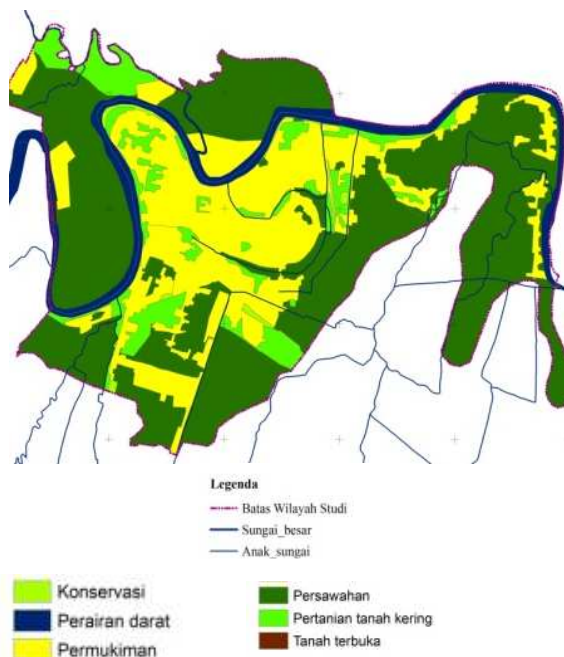 Legenda
Batas Wilayah Studi
Sungai_besar
Anak_sungai
Konservasi
Perairan darat
Permukiman
Persawahan
Pertanian tanah kering
Tanah terbuka